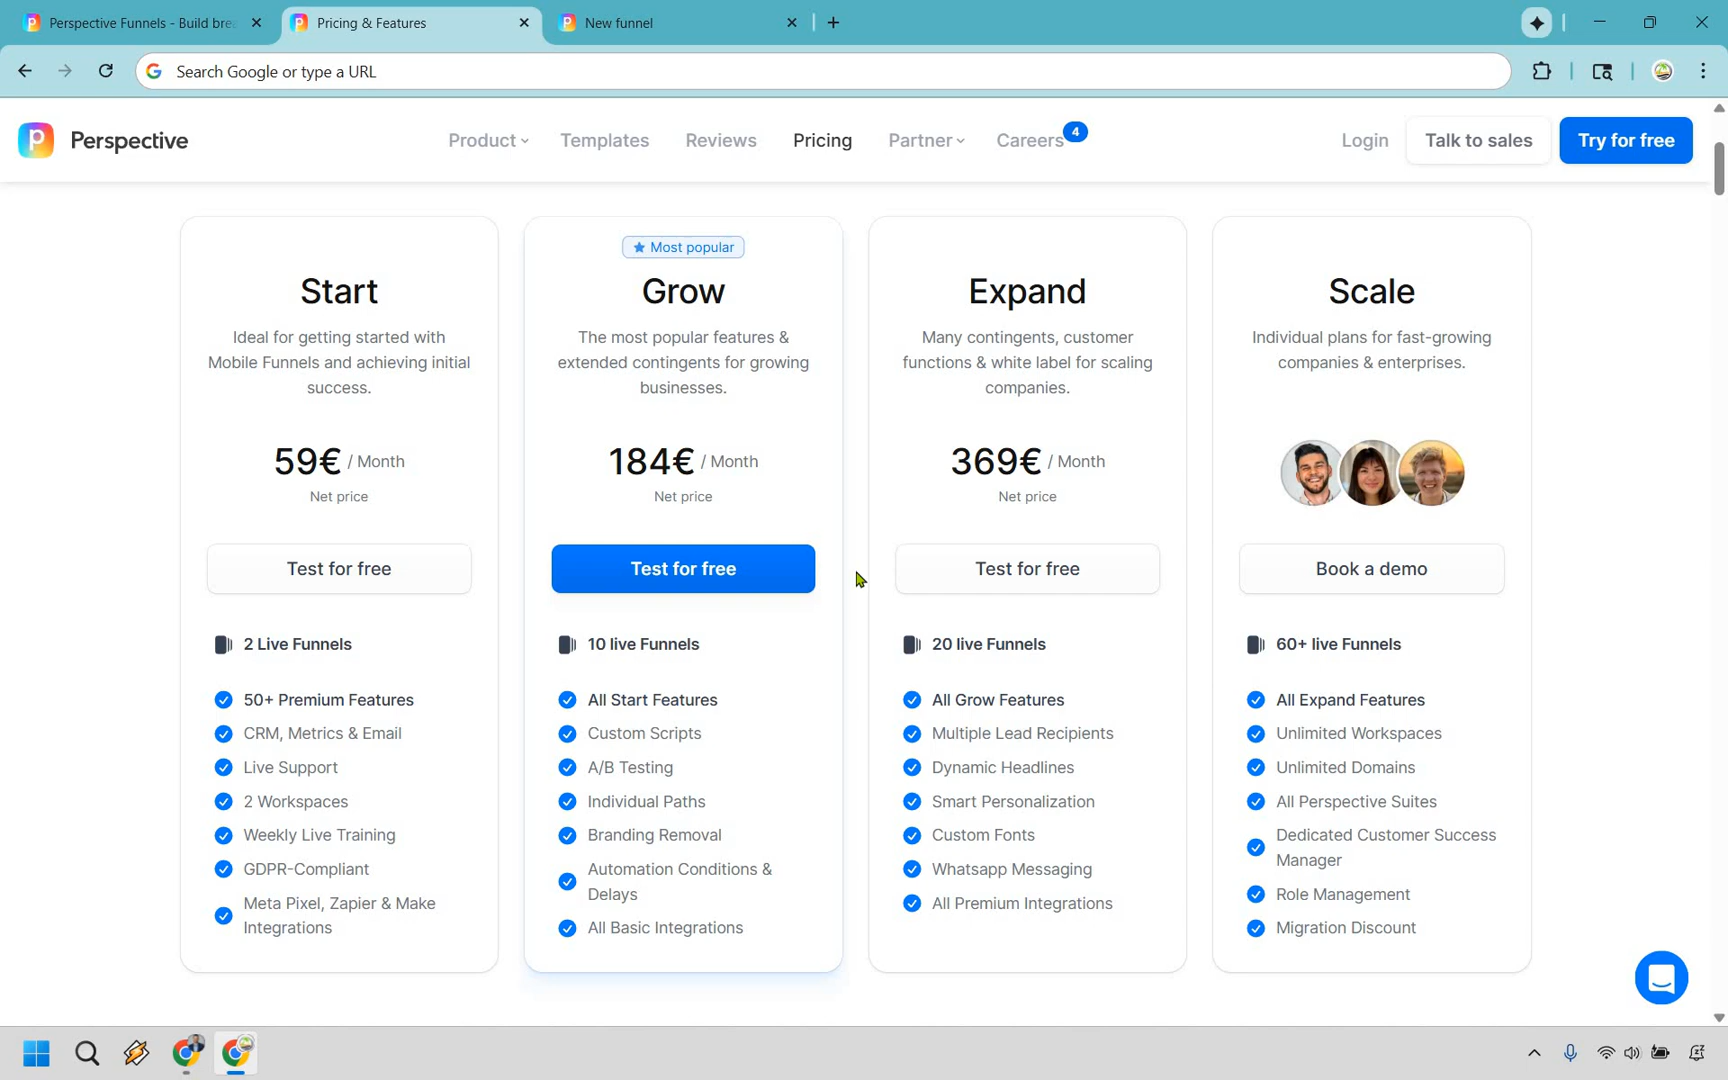 Perspective Funnels - Build bre
Pricing & Features
New funnel
Search Google or type a URL
Perspective
Product
Templates
Reviews
Pricing
Partner
Careers
4
Login
Talk to sales
Try for free
Start
Ideal for getting started with
Mobile Funnels and achieving initial
success.
59€ / Month
Net price
Test for free
2 Live Funnels
50+ Premium Features
CRM, Metrics & Email
Live Support
2 Workspaces
Weekly Live Training
GDPR-Compliant
Meta Pixel, Zapier & Make
Integrations
Most popular
Grow
The most popular features &
extended contingents for growing
businesses.
184€ / Month
Net price
Test for free
10 live Funnels
All Start Features
Custom Scripts
A/B Testing
Individual Paths
Branding Removal
Automation Conditions &
Delays
All Basic Integrations
Expand
Many contingents, customer
functions & white label for scaling
companies.
369€ / Month
Net price
Test for free
20 live Funnels
All Grow Features
Multiple Lead Recipients
Dynamic Headlines
Smart Personalization
Custom Fonts
Whatsapp Messaging
All Premium Integrations
Scale
Individual plans for fast-growing
companies & enterprises.
Book a demo
60+ live Funnels
All Expand Features
Unlimited Workspaces
Unlimited Domains
All Perspective Suites
Dedicated Customer Success
Manager
Role Management
Migration Discount